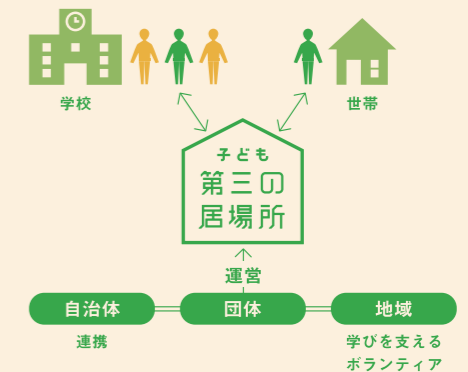 学校
世帯
子ども
第三の
居場所
運営
自治体
団体
地域
連携
学びを支える
ボランティア